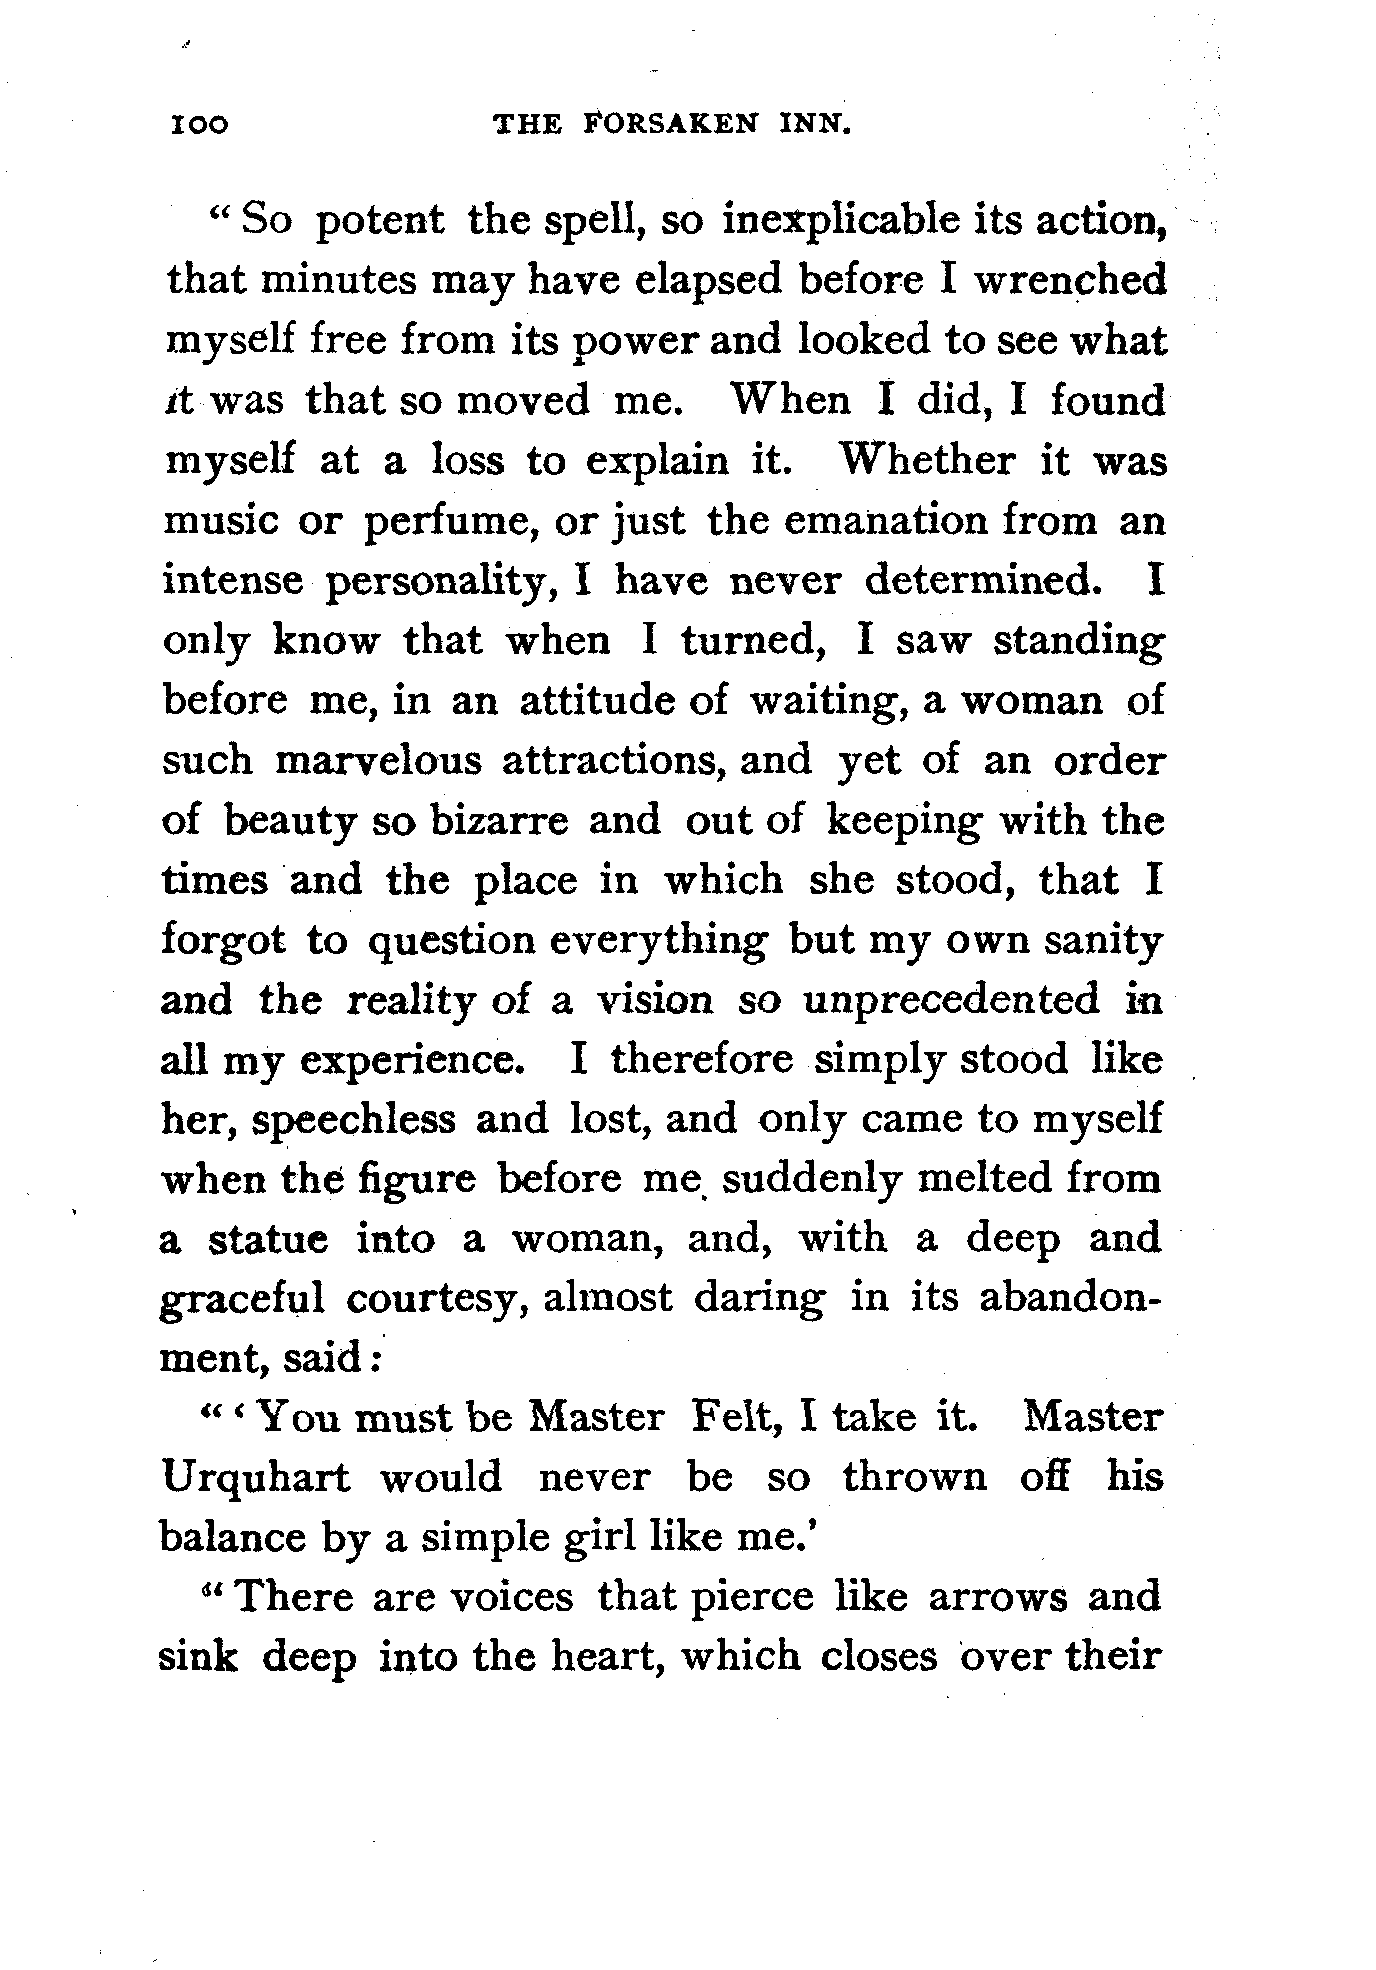 100 THE FORSAKEN INN.
" So potent the spell, so inexplicable its action,
that minutes may have elapsed before I wrenched
myself free from its power and looked to see what
it was that so moved me. When I did, I found
myself at a loss to explain it. Whether it was
music or perfume, or just the emanation from an
intense personality, I have never determined. I
only know that when I turned, I saw standing
before me, in an attitude of waiting, a woman of
such marvelous attractions, and yet of an order
of beauty so bizarre and out of keeping with the
times and the place in which she stood, that I
forgot to question everything but my own sanity
and the reality of a vision so unprecedented in
all my experience. I therefore simply stood like
her, speechless and lost, and only came to myself
when the figure before me suddenly melted from
a statue into a woman, and, with a deep and
graceful courtesy, almost daring in its abandon-
ment, said:
" ' You must be Master Felt, I take it. Master
Urquhart would never be so thrown off his
balance by a simple girl like me.'
" There are voices that pierce like arrows and
sink deep into the heart, which closes over their